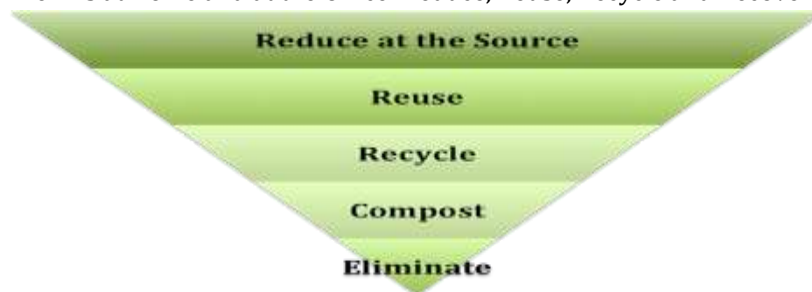 Reduce at the Source
Reuse
Recycle
Compost
Eliminate